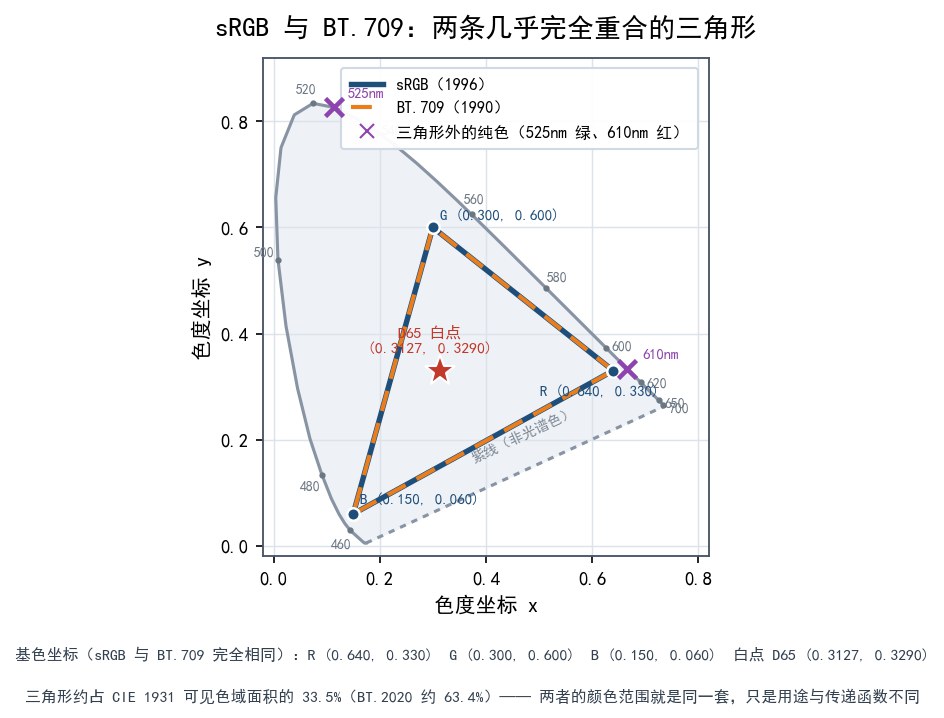 sRGB 与 BT.709：两条几乎完全重合的三角形
sRGB（1996）
BT.709（1990）
三角形外的纯色（525nm 绿、610nm 红）
520
525nm
560
G (0.300, 0.600)
500
580
D65 白点
(0.3127, 0.3290)
600
610nm
620
R (0.640, 0.330)
650
700
紫线（非光谱色）
480
B (0.150, 0.060)
460
0.8
0.6
0.4
0.2
0.0
色度坐标 y
0.0 0.2 0.4 0.6 0.8
色度坐标 x
基色坐标（sRGB 与 BT.709 完全相同）：R (0.640, 0.330)  G (0.300, 0.600)  B (0.150, 0.060)  白点 D65 (0.3127, 0.3290)
三角形约占 CIE 1931 可见色域面积的 33.5%（BT.2020 约 63.4%）—— 两者的颜色范围就是同一套，只是用途与传递函数不同